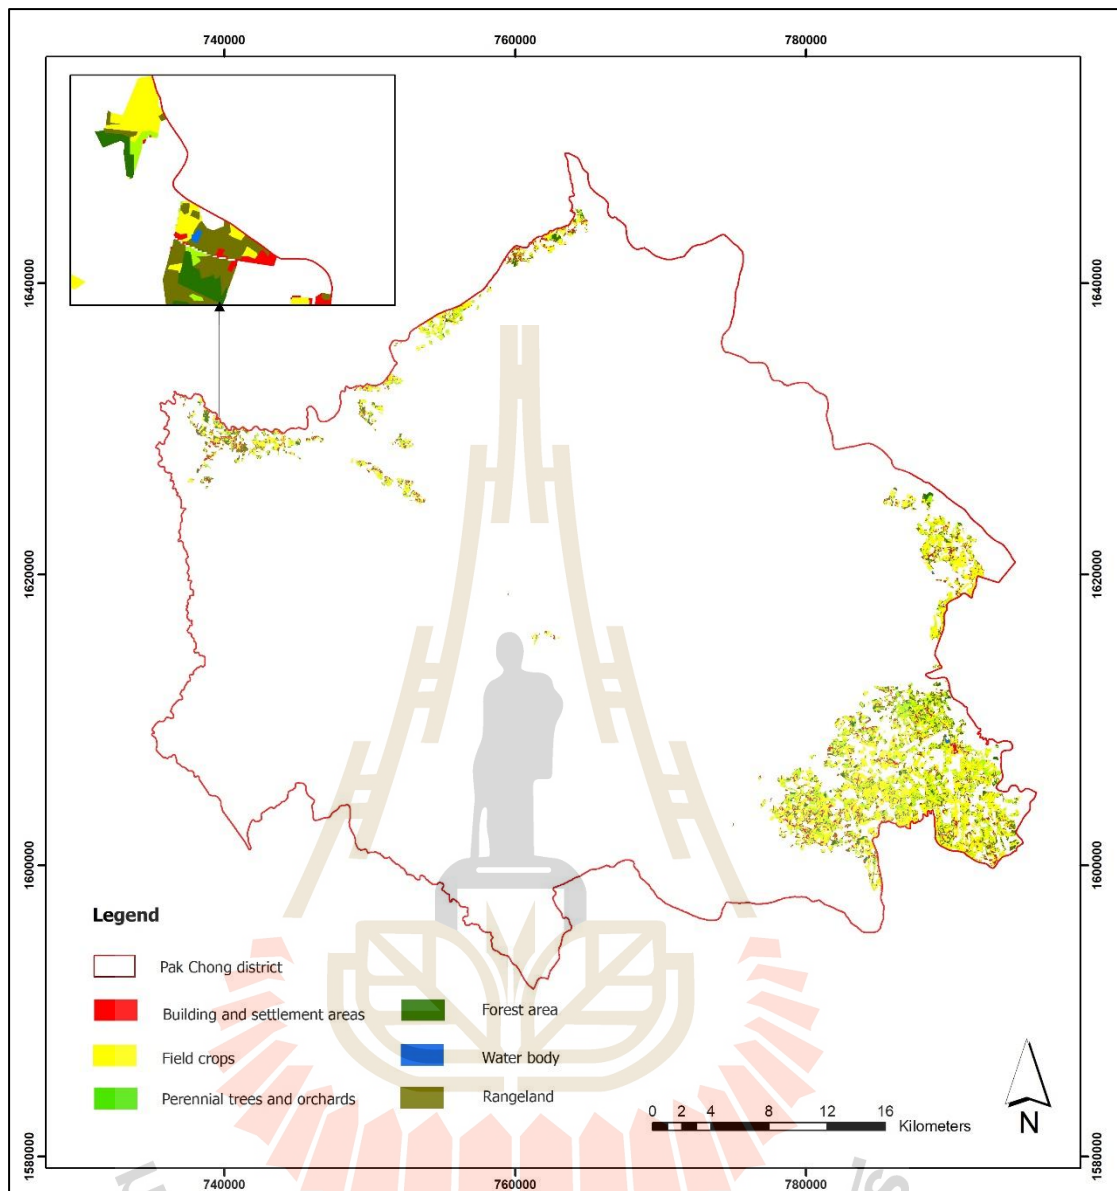 740000 760000 780000
1640000 1640000
1620000 1620000
1600000 1600000
Legend
Pak Chong district
Building and settlement areas
Forest area
Field crops
Water body
Perennial trees and orchards
Rangeland
0 2 4 8 12 16
Kilometers
N
1580000 1580000
740000 760000 780000